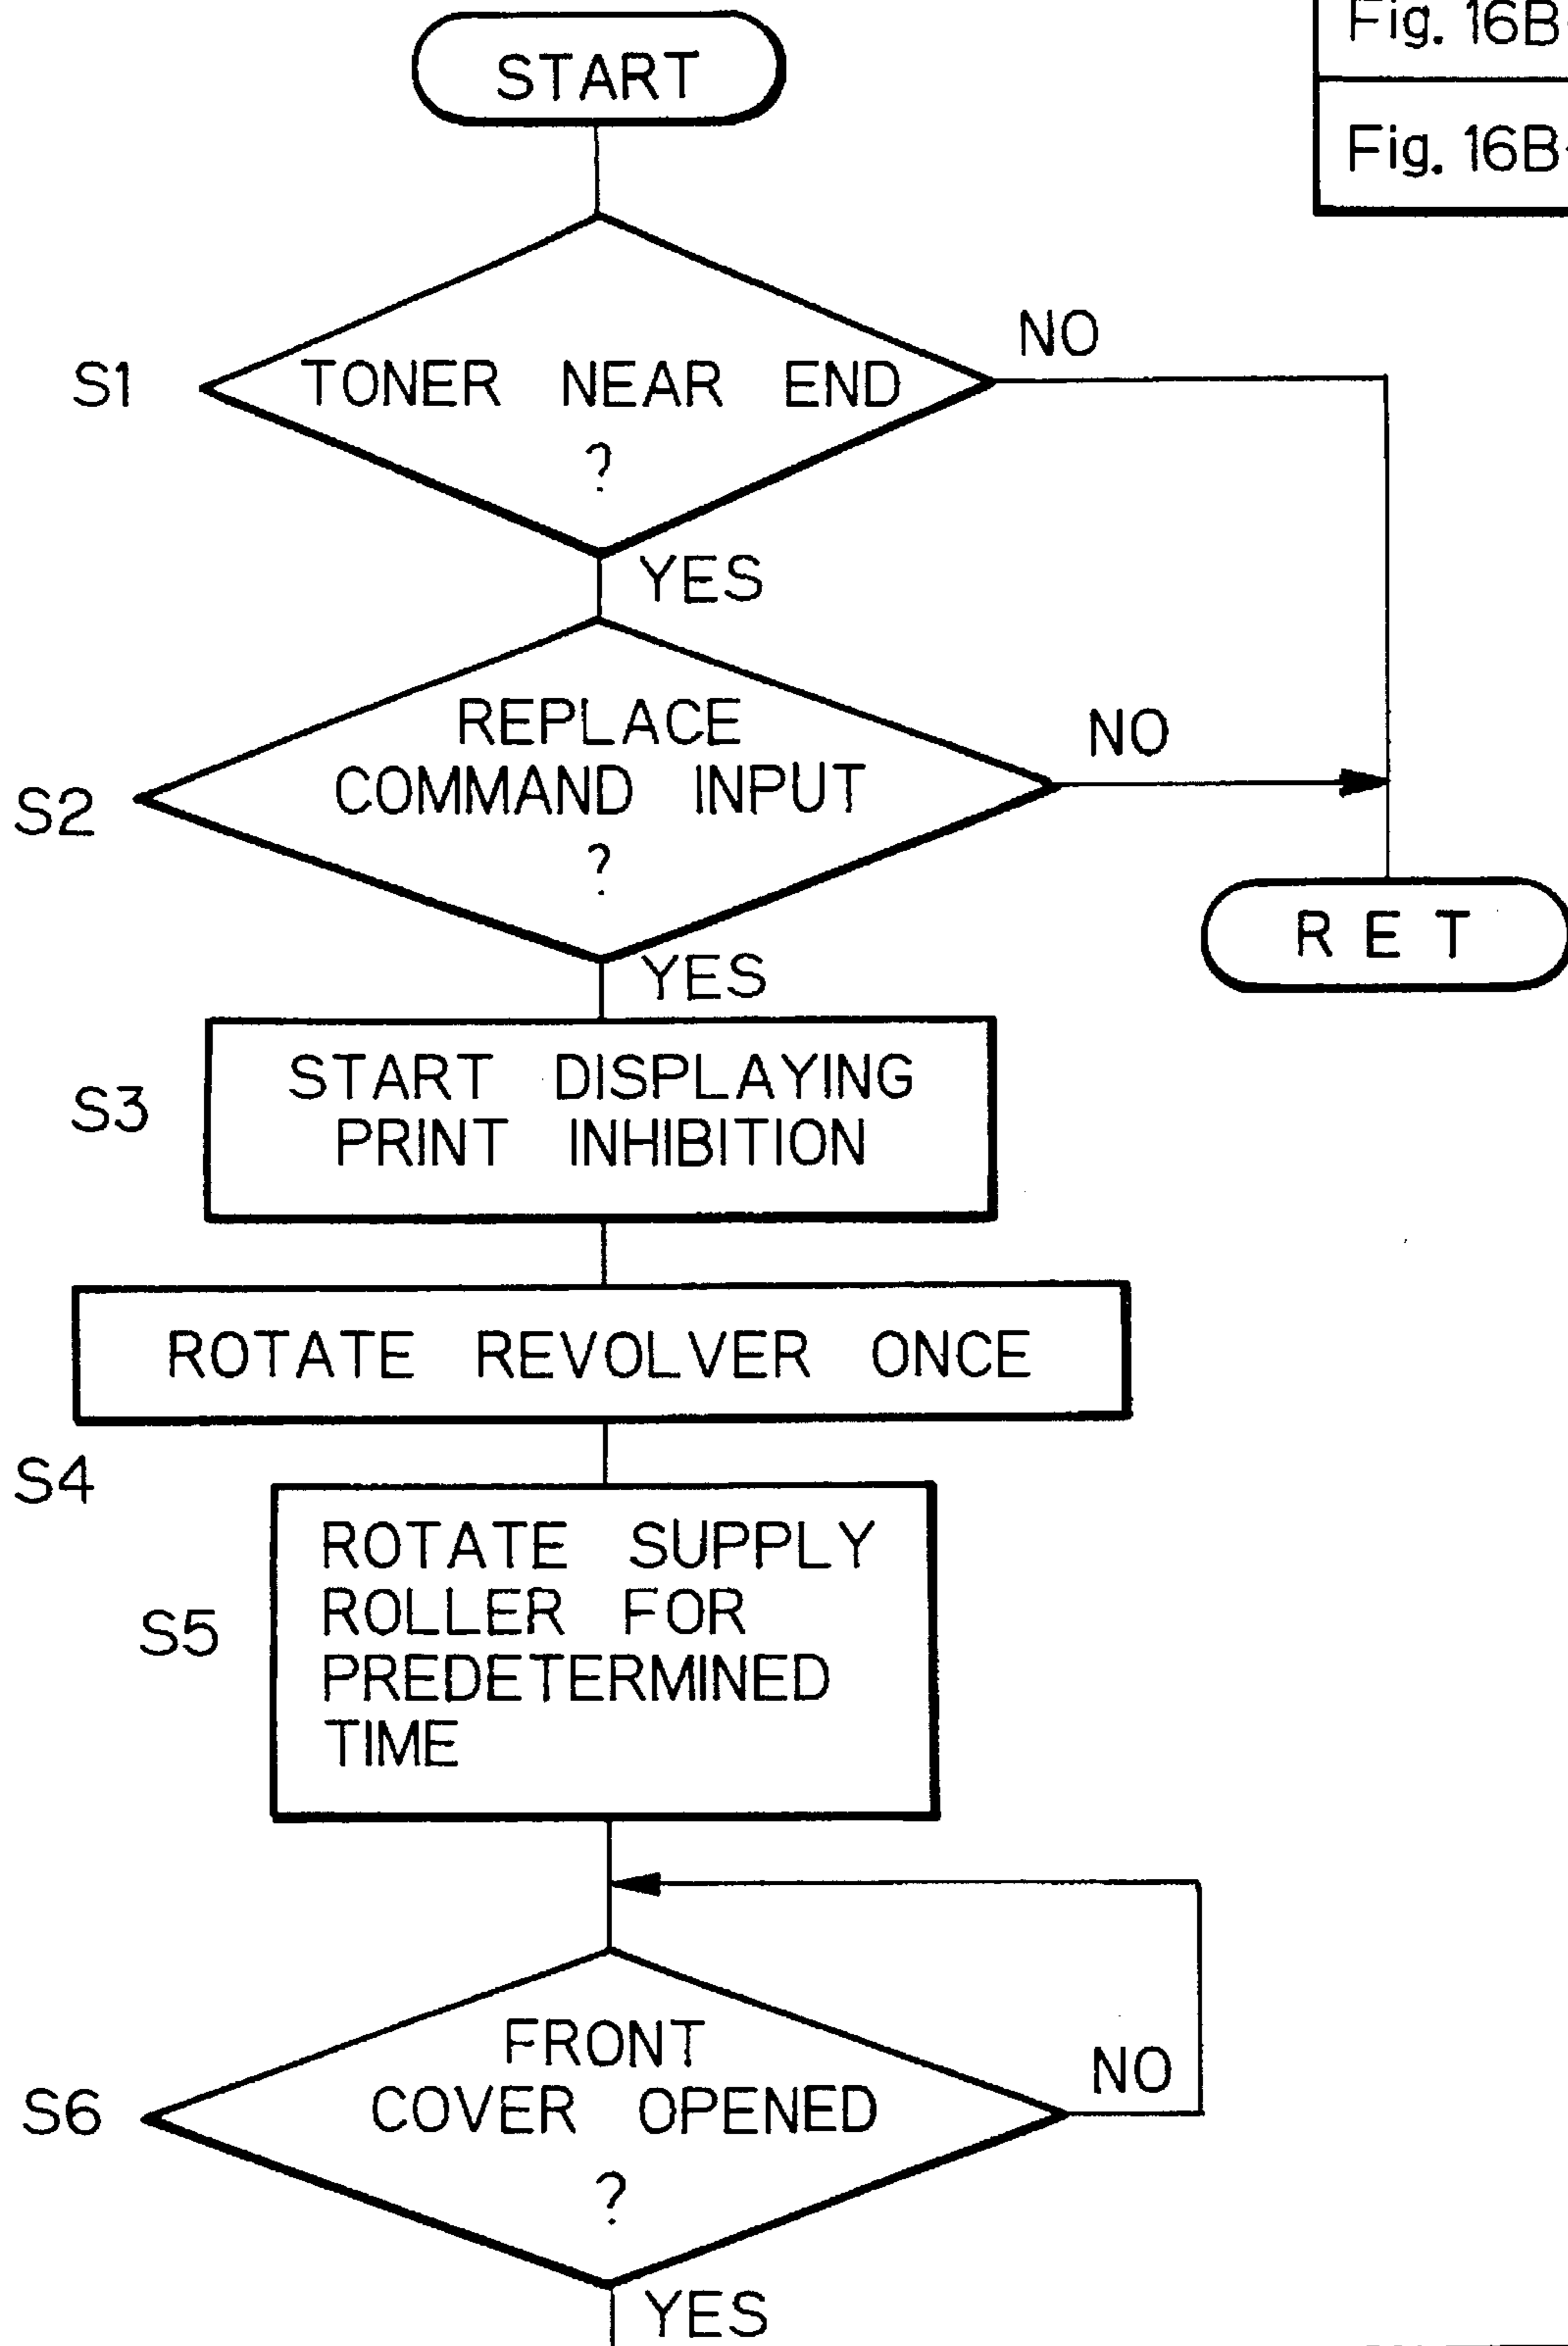 Fig. 16B
Fig. 16B
START
S1
TONER NEAR END
?
NO
YES
S2
REPLACE
COMMAND INPUT
?
NO
RET
YES
S3
START DISPLAYING
PRINT INHIBITION
ROTATE REVOLVER ONCE
S4
S5
ROTATE SUPPLY
ROLLER FOR
PREDETERMINED
TIME
S6
FRONT
COVER OPENED
?
NO
YES